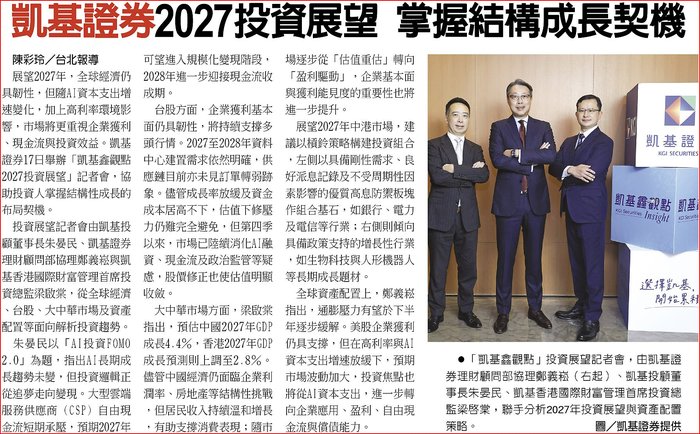 凱基證券2027投資展望 掌握結構成長契機
陳彩玲／台北報導
展望2027年，全球經濟仍
具韌性，但隨AI資本支出增
速變化，加上高利率環境影
響，市場將更重視企業獲利
、現金流與投資效益。凱基
證券17日舉辦「凱基鑫觀點
2027投資展望」記者會，協
助投資人掌握結構性成長的
布局契機。
投資展望記者會由凱基投
顧董事長朱晏民、凱基證券
理財顧問部協理鄭義崧與凱
基香港國際財富管理首席投
資總監梁啟棠，從全球經濟
、台股、大中華市場及資產
配置等面向解析投資趨勢。
朱晏民以「AI投資FOMO
2.0」為題，指出AI長期成
長趨勢未變，但投資邏輯正
從追夢走向變現。大型雲端
服務供應商（CSP）自由現
金流短期承壓，預期2027年
可望進入規模化變現階段，
2028年進一步迎接現金流收
成期。
台股方面，企業獲利基本
面仍具韌性，將持續支撐多
頭行情。2027至2028年資料
中心建置需求依然明確，供
應鏈目前亦未見訂單轉弱跡
象。儘管成長率放緩及資金
成本居高不下，估值下修壓
力仍難完全避免，但第四季
以來，市場已陸續消化AI融
資、現金流及政治監管等疑
慮，股價修正也使估值明顯
收斂。
大中華市場方面，梁啟棠
指出，預估中國2027年GDP
成長4.4%，香港2027年GDP
成長預測則上調至2.8%。
儘管中國經濟仍面臨企業利
潤率、房地產等結構性挑戰
，但居民收入持續溫和增長
，有助支撐消費表現；隨市
場逐步從「估值重估」轉向
「盈利驅動」，企業基本面
與獲利能見度的重要性也將
進一步提升。
展望2027年中港市場，建
議以槓鈴策略構建投資組合
，左側以具備剛性需求、良
好派息記錄及不受周期性因
素影響的優質高息防禦板塊
作組合基石，如銀行、電力
及電信等行業；右側則傾向
具備政策支持的增長性行業
，如生物科技與人形機器人
等長期成長題材。
全球資產配置上，鄭義崧
指出，通膨壓力有望於下半
年逐步緩解。美股企業獲利
仍具支撐，但在高利率與AI
資本支出增速放緩下，預期
市場波動加大，投資焦點也
將從AI資本支出，進一步轉
向企業應用、盈利、自由現
金流與償債能力。
凱基證
KGI SECURITIES
凱基鑫觀點
KGI Securities Insight
選擇凱基，
開始累積
●「凱基鑫觀點」投資展望記者會，由凱基證
券理財顧問部協理鄭義崧（右起）、凱基投顧董
事長朱晏民、凱基香港國際財富管理首席投資總
監梁啓棠，聯手分析2027年投資展望與資產配置
策略。
圖／凱基證券提供